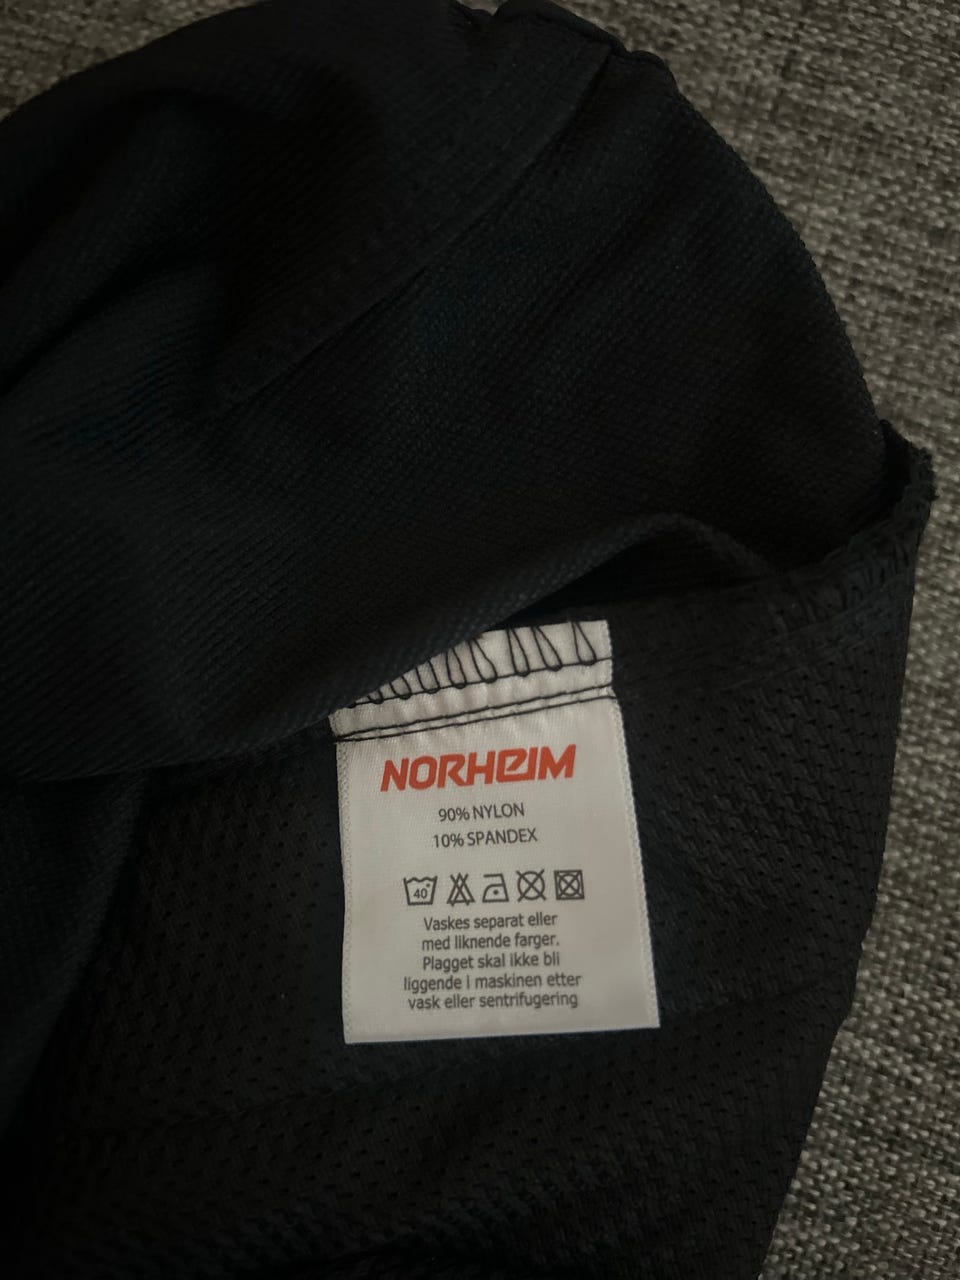 NORHEIM
90% NYLON
10% SPANDEX
40
Vaskes separat eller
med liknende farger.
Plagget skal ikke bli
liggende i maskinen etter
vask eller sentrifugering